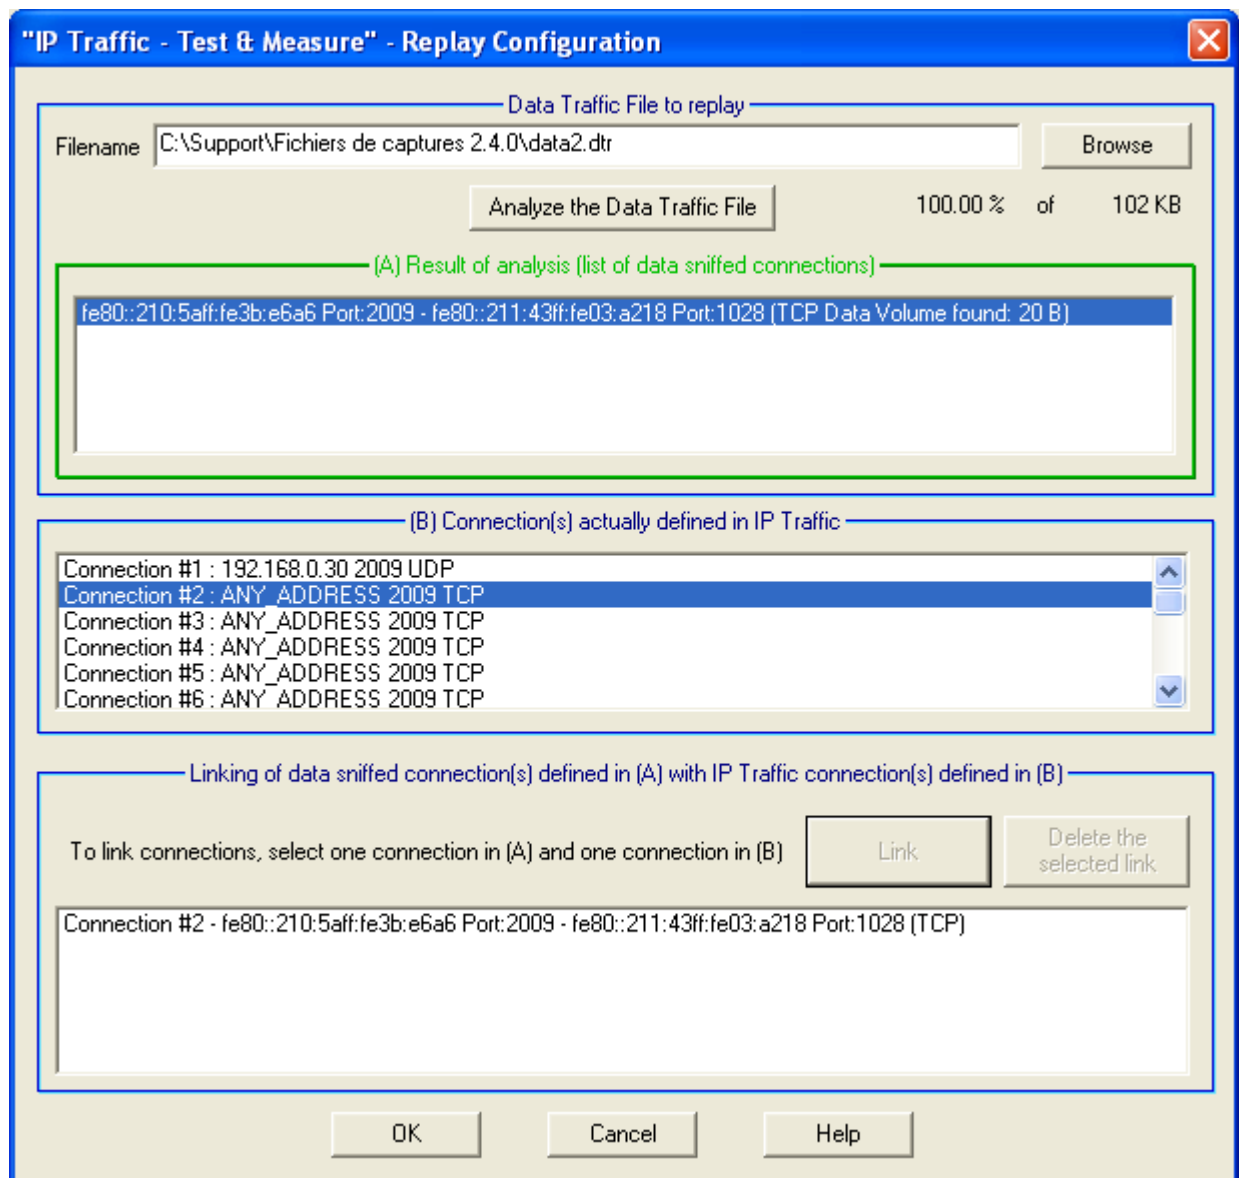 "IP Traffic - Test & Measure" - Replay Configuration
Data Traffic File to replay
Filename C:\Support\Fichiers de captures 2.4.0\data2.dtr Browse
Analyze the Data Traffic File 100.00 % of 102 KB
(A) Result of analysis (list of data sniffed connections)
fe80::210:5aff:fe3b:e6a6 Port:2009 - fe80::211:43ff:fe03:a218 Port:1028 (TCP Data Volume found: 20 B)
(B) Connection(s) actually defined in IP Traffic
Connection #1 : 192.168.0.30 2009 UDP
Connection #2 : ANY_ADDRESS 2009 TCP
Connection #3 : ANY_ADDRESS 2009 TCP
Connection #4 : ANY_ADDRESS 2009 TCP
Connection #5 : ANY_ADDRESS 2009 TCP
Connection #6 : ANY_ADDRESS 2009 TCP
Linking of data sniffed connection(s) defined in (A) with IP Traffic connection(s) defined in (B)
To link connections, select one connection in (A) and one connection in (B) Link
Delete the
selected link
Connection #2 - fe80::210:5aff:fe3b:e6a6 Port:2009 - fe80::211:43ff:fe03:a218 Port:1028 (TCP)
OK Cancel Help